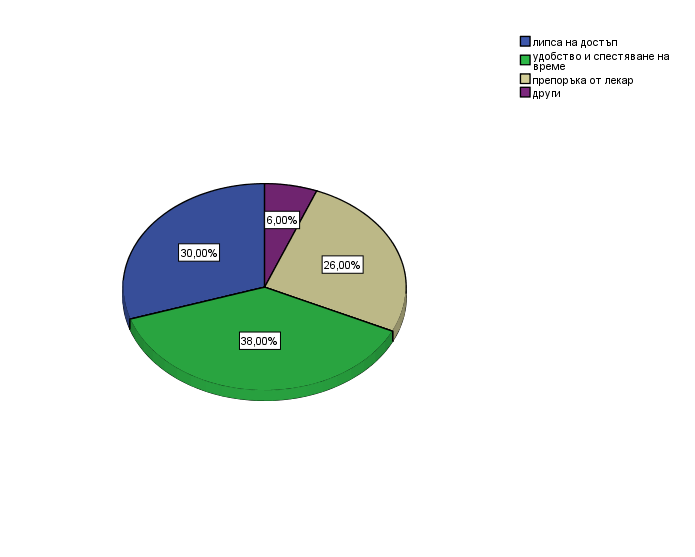 липса на достъп
удобство и спестяване на
време
препоръка от лекар
други
6,00%
30,00%
26,00%
38,00%